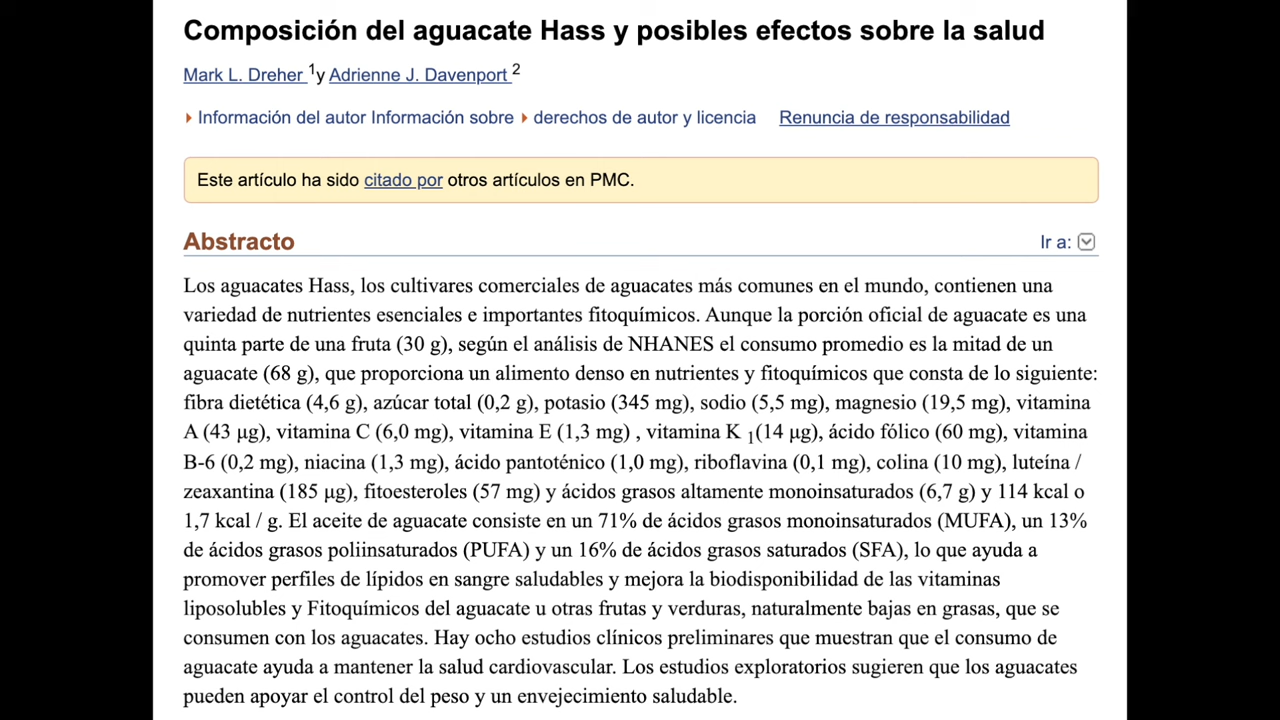 Composición del aguacate Hass y posibles efectos sobre la salud
Mark L. Dreher 1y Adrienne J. Davenport 2
Información del autor Información sobre derechos de autor y licencia Renuncia de responsabilidad
Este artículo ha sido citado por otros artículos en PMC.
Abstracto Ir a:
Los aguacates Hass, los cultivares comerciales de aguacates más comunes en el mundo, contienen una
variedad de nutrientes esenciales e importantes fitoquímicos. Aunque la porción oficial de aguacate es una
quinta parte de una fruta (30 g), según el análisis de NHANES el consumo promedio es la mitad de un
aguacate (68 g), que proporciona un alimento denso en nutrientes y fitoquímicos que consta de lo siguiente:
fibra dietética (4,6 g), azúcar total (0,2 g), potasio (345 mg), sodio (5,5 mg), magnesio (19,5 mg), vitamina
A (43 μg), vitamina C (6,0 mg), vitamina E (1,3 mg) , vitamina K 1(14 μg), ácido fólico (60 mg), vitamina
B-6 (0,2 mg), niacina (1,3 mg), ácido pantoténico (1,0 mg), riboflavina (0,1 mg), colina (10 mg), luteína /
zeaxantina (185 μg), fitoesteroles (57 mg) y ácidos grasos altamente monoinsaturados (6,7 g) y 114 kcal o
1,7 kcal / g. El aceite de aguacate consiste en un 71% de ácidos grasos monoinsaturados (MUFA), un 13%
de ácidos grasos poliinsaturados (PUFA) y un 16% de ácidos grasos saturados (SFA), lo que ayuda a
promover perfiles de lípidos en sangre saludables y mejora la biodisponibilidad de las vitaminas
liposolubles y Fitoquímicos del aguacate u otras frutas y verduras, naturalmente bajas en grasas, que se
consumen con los aguacates. Hay ocho estudios clínicos preliminares que muestran que el consumo de
aguacate ayuda a mantener la salud cardiovascular. Los estudios exploratorios sugieren que los aguacates
pueden apoyar el control del peso y un envejecimiento saludable.